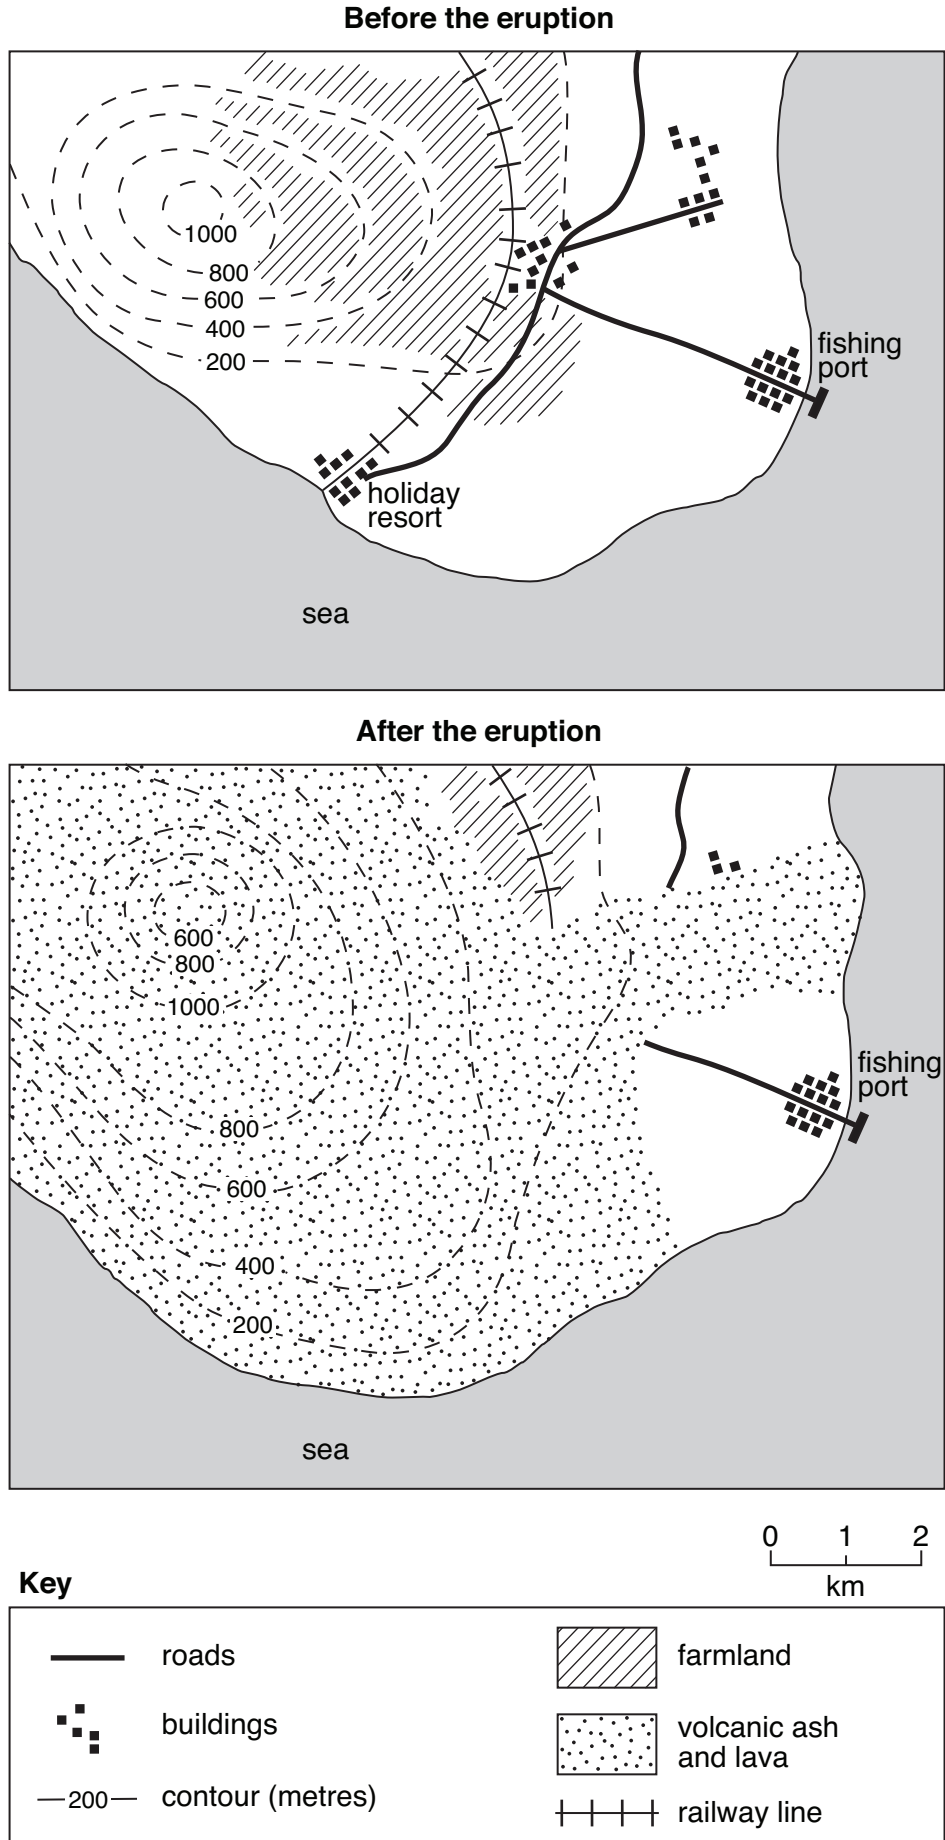 Before the eruption
1000
800
600
400
200
fishing
port
holiday
resort
sea
After the eruption
600
800
1000
fishing
port
800
600
400
200
sea
0 1 2
km
Key
roads
farmland
buildings
volcanic ash
and lava
200
contour (metres)
railway line